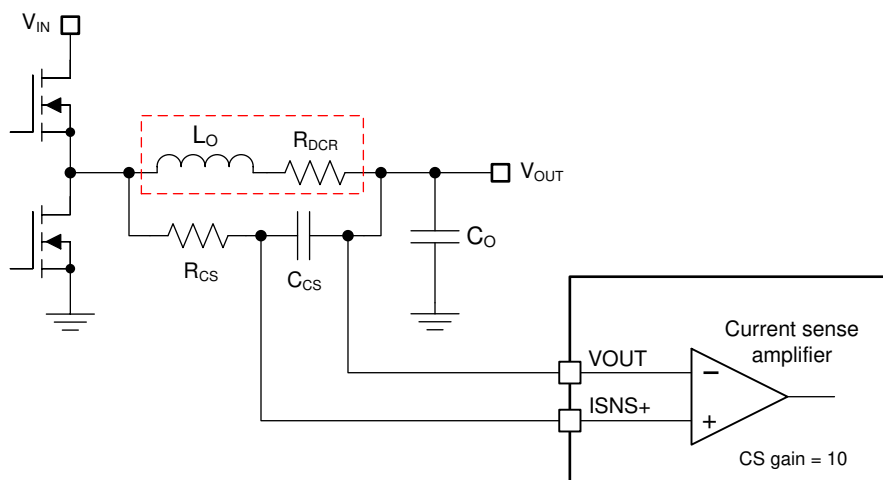 VIN
LO
RDCR
VOUT
RCS
CCS
CO
Current sense
amplifier
VOUT
−
ISNS+
+
CS gain = 10